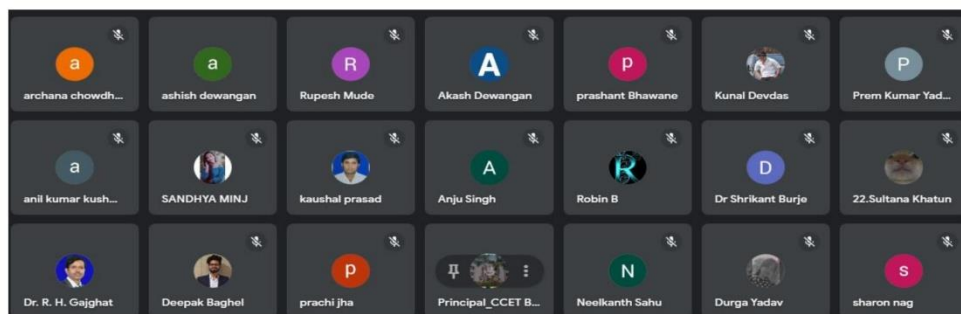 a
a
R
A
p
P
archana chowdh...
ashish dewangan
Rupesh Mude
Akash Dewangan
prashant Bhawane
Kunal Devdas
Prem Kumar Yad...
a
A
R
D
anil kumar kush...
SANDHYA MINJ
kaushal prasad
Anju Singh
Robin B
Dr Shrikant Burje
22.Sultana Khatun
p
N
s
Dr. R. H. Gajghat
Deepak Baghel
prachi jha
Principal_CCET B...
Neelkanth Sahu
Durga Yadav
sharon nag